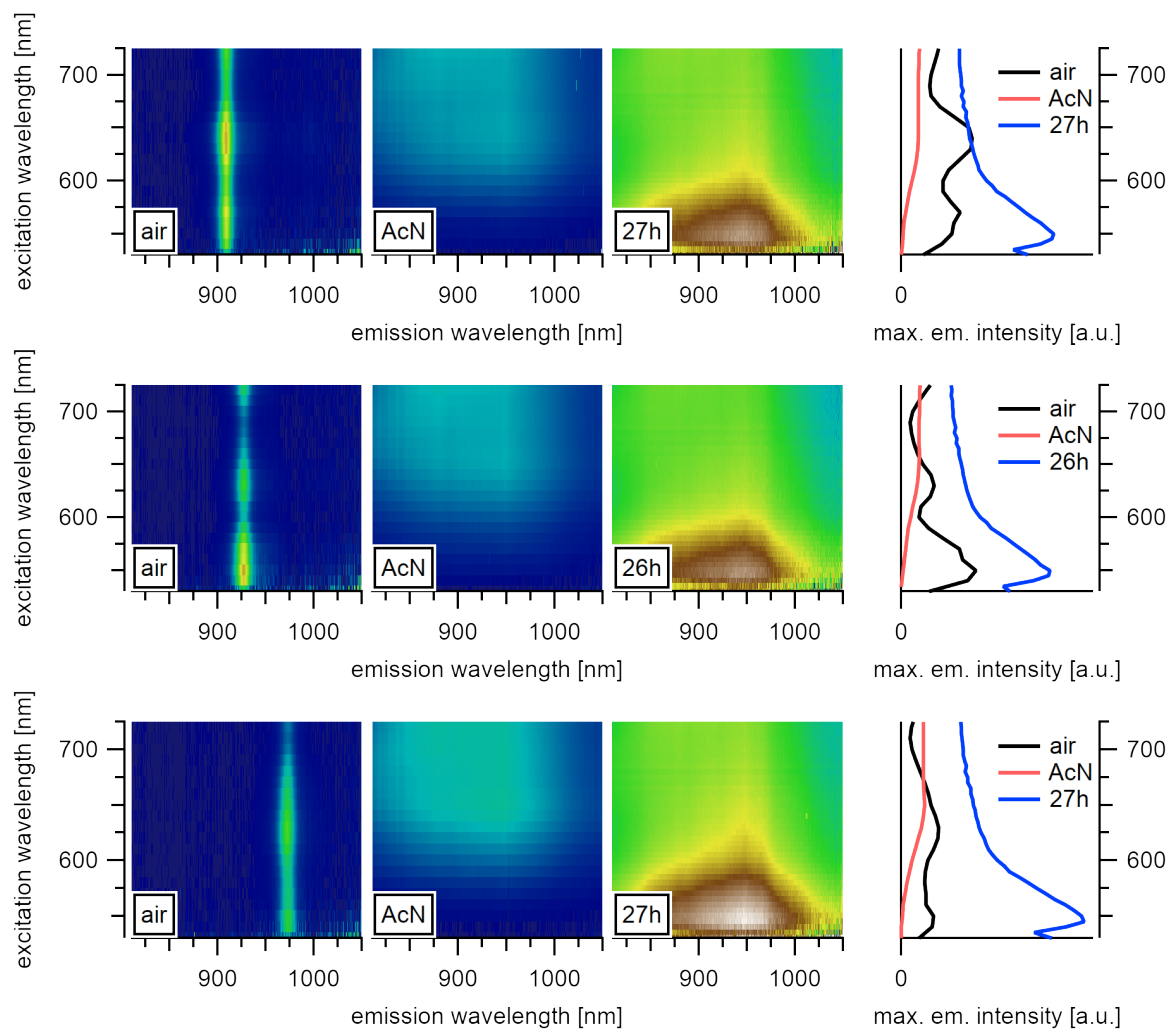 excitation wavelength [nm]
700
600
air
AcN
27h
900
1000
900
1000
900
1000
emission wavelength [nm]
air
AcN
27h
700
600
0
max. em. intensity [a.u.]
excitation wavelength [nm]
700
600
air
AcN
26h
900
1000
900
1000
900
1000
emission wavelength [nm]
air
AcN
26h
700
600
0
max. em. intensity [a.u.]
excitation wavelength [nm]
700
600
air
AcN
27h
900
1000
900
1000
900
1000
emission wavelength [nm]
air
AcN
27h
700
600
0
max. em. intensity [a.u.]